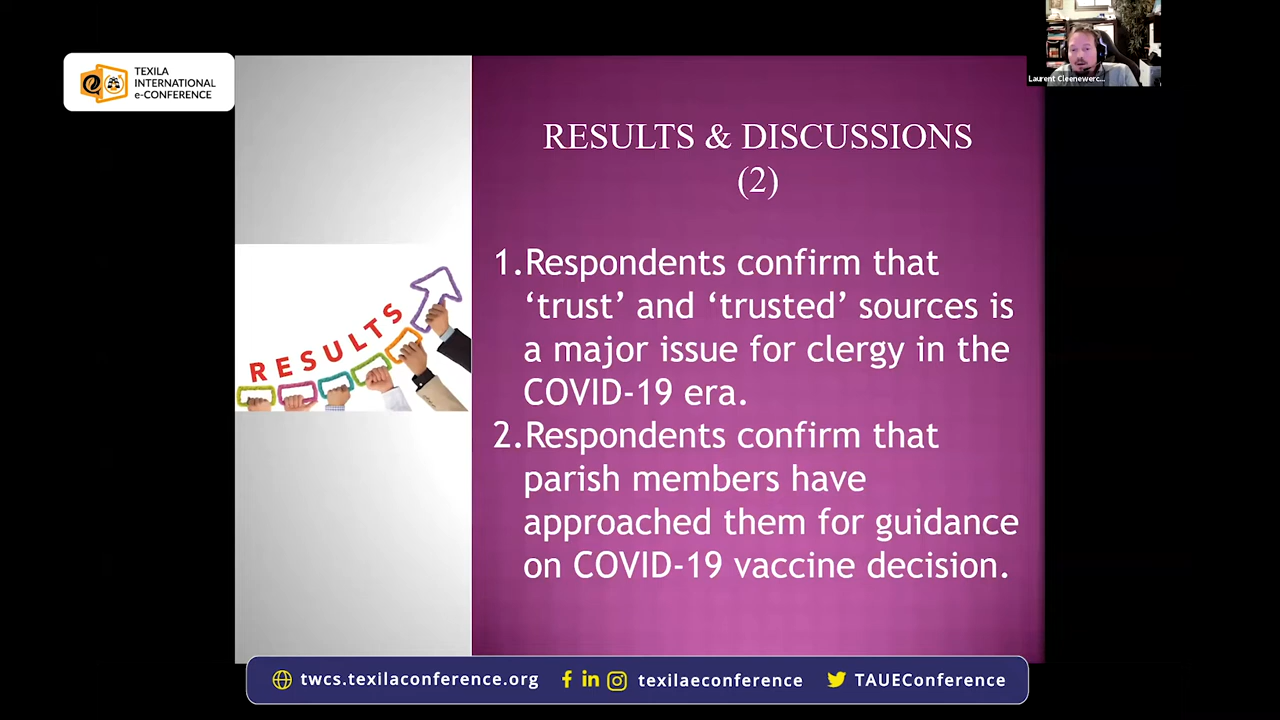 TEXILA
INTERNATIONAL
e-CONFERENCE
Laurent Cleenewerc...
RESULTS & DISCUSSIONS
(2)
RESULTS
1.Respondents confirm that
‘trust’ and ‘trusted’ sources is
a major issue for clergy in the
COVID-19 era.
2.Respondents confirm that
parish members have
approached them for guidance
on COVID-19 vaccine decision.
twcs.texilaconference.org
texilaeconference
TAUEConference